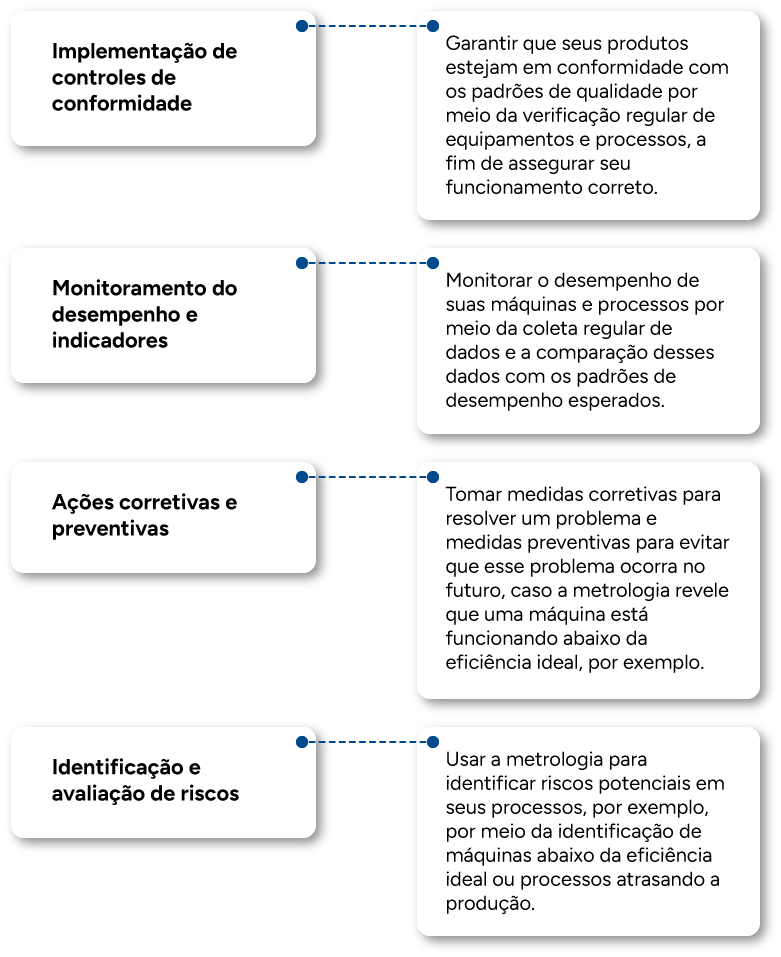 Implementação de
controles de
conformidade
Garantir que seus produtos
estejam em conformidade com
os padrões de qualidade por
meio da verificação regular de
equipamentos e processos, a
fim de assegurar seu
funcionamento correto.
Monitoramento do
desempenho e
indicadores
Monitorar o desempenho de
suas máquinas e processos por
meio da coleta regular de
dados e a comparação desses
dados com os padrões de
desempenho esperados.
Ações corretivas e
preventivas
Tomar medidas corretivas para
resolver um problema e
medidas preventivas para evitar
que esse problema ocorra no
futuro, caso a metrologia revele
que uma máquina está
funcionando abaixo da
eficiência ideal, por exemplo.
Identificação e
avaliação de riscos
Usar a metrologia para
identificar riscos potenciais em
seus processos, por exemplo,
por meio da identificação de
máquinas abaixo da eficiência
ideal ou processos atrasando a
produção.